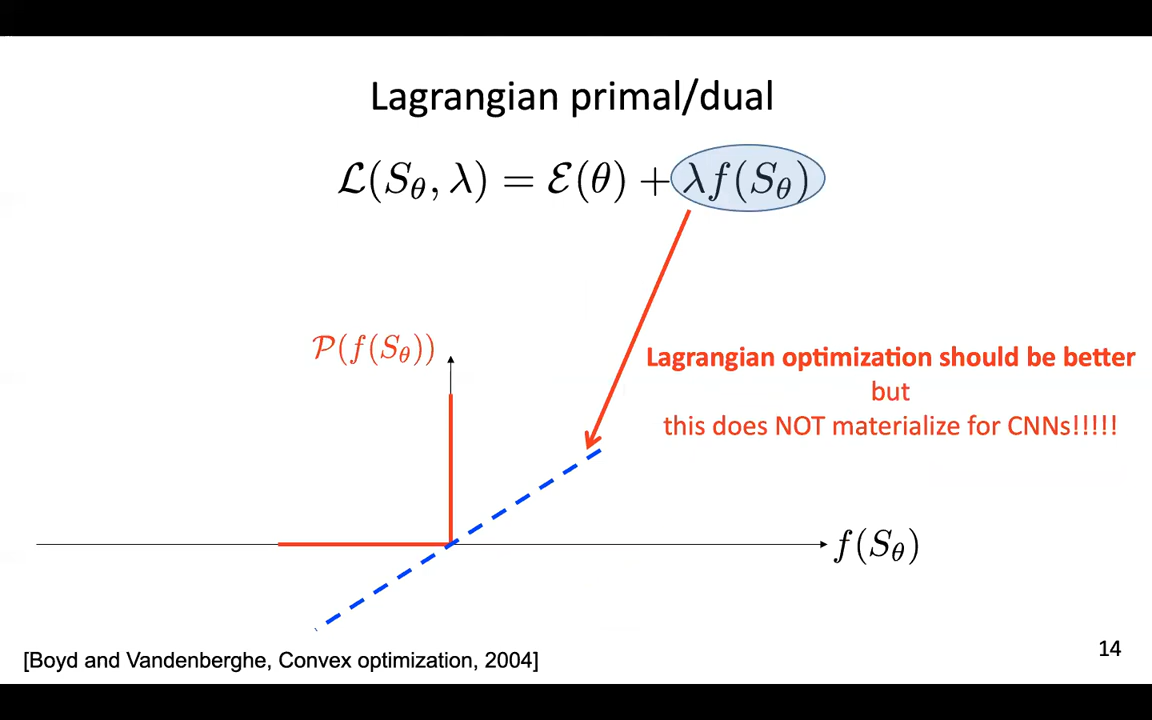 Lagrangian primal/dual
ℒ(S_θ, λ) = ℰ(θ) + λf(S_θ)
𝒫(f(S_θ))
Lagrangian optimization should be better
but
this does NOT materialize for CNNs!!!!!
f(S_θ)
14
[Boyd and Vandenberghe, Convex optimization, 2004]